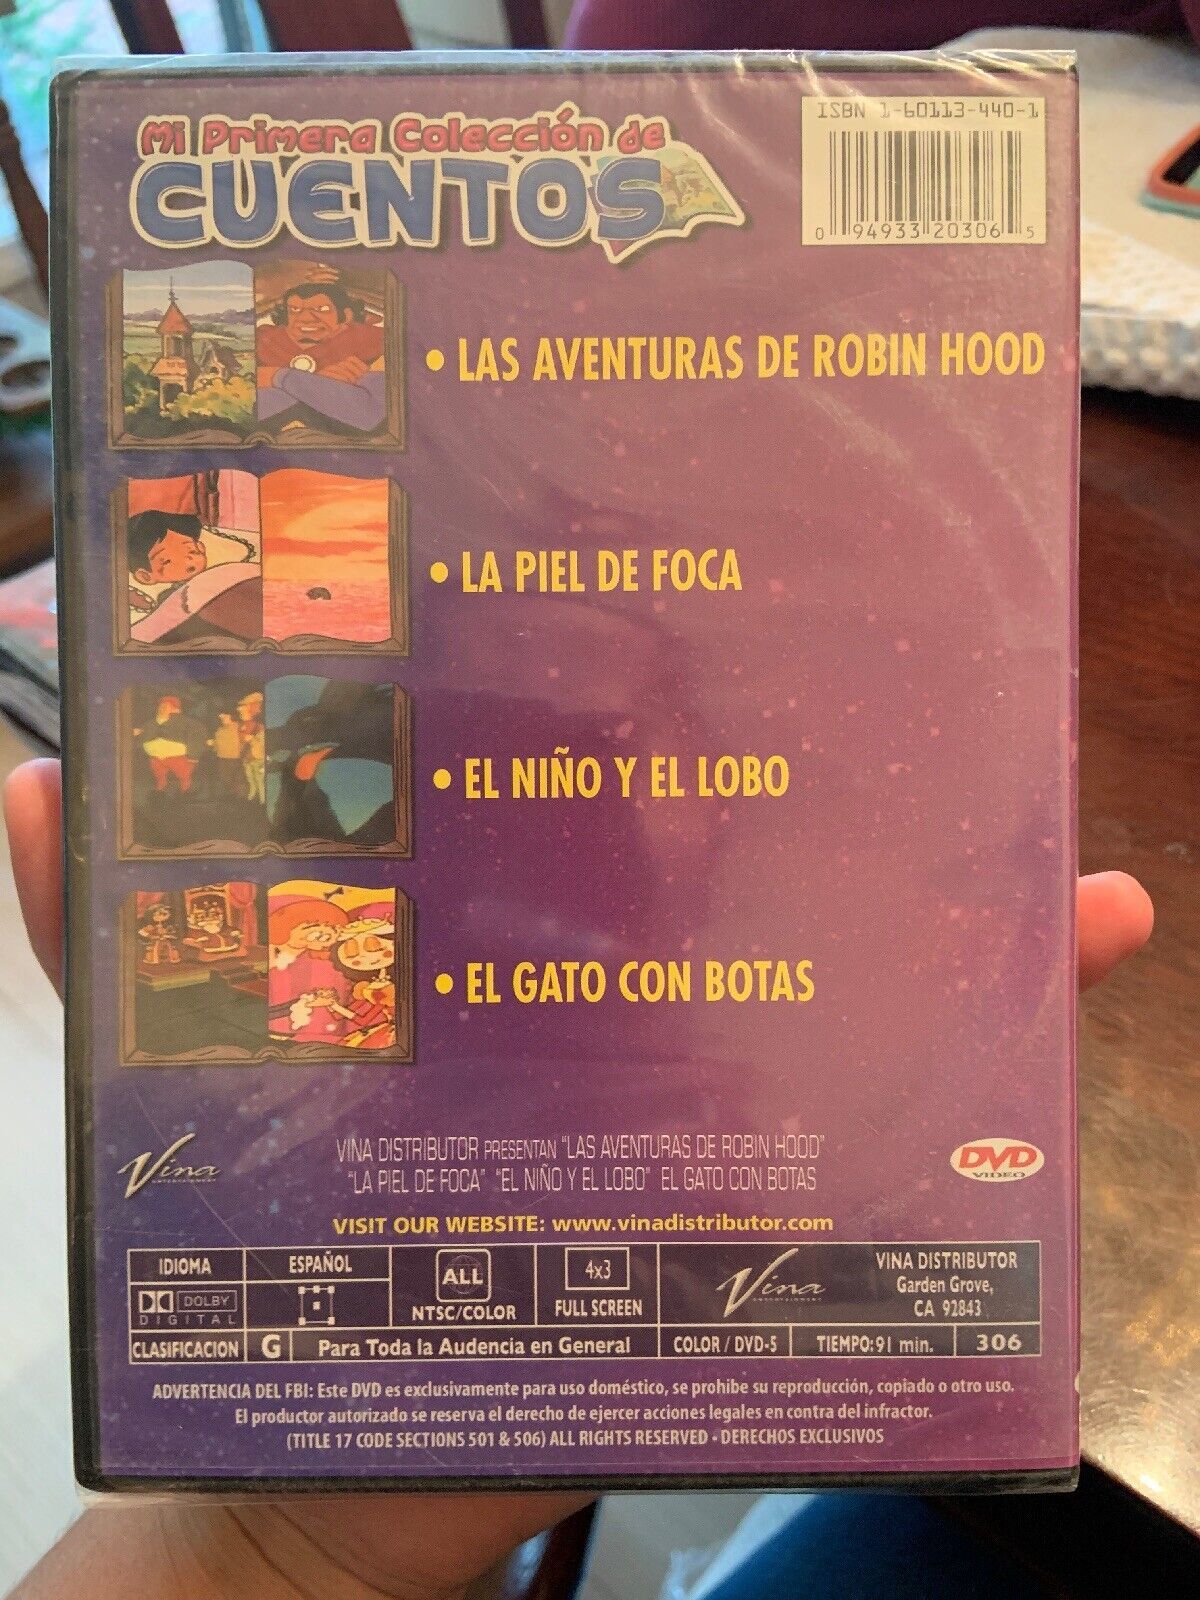 Mi Primera Colección de
CUENTOS
ISBN 1-60113-440-1
0 94933 20306 5
• LAS AVENTURAS DE ROBIN HOOD
• LA PIEL DE FOCA
• EL NIÑO Y EL LOBO
• EL GATO CON BOTAS
Vina
ENTERTAINMENT
VINA DISTRIBUTOR PRESENTAN "LAS AVENTURAS DE ROBIN HOOD"
"LA PIEL DE FOCA" "EL NIÑO Y EL LOBO" EL GATO CON BOTAS
DVD
VIDEO
VISIT OUR WEBSITE: www.vinadistributor.com
IDIOMA
ESPAÑOL
DOLBY
DIGITAL
ALL
NTSC/COLOR
4x3
FULL SCREEN
Vina
ENTERTAINMENT
VINA DISTRIBUTOR
Garden Grove,
CA 92843
CLASIFICACION G Para Toda la Audencia en General COLOR / DVD-5 TIEMPO:91 min. 306
ADVERTENCIA DEL FBI: Este DVD es exclusivamente para uso doméstico, se prohibe su reproducción, copiado o otro uso.
El productor autorizado se reserva el derecho de ejercer acciones legales en contra del infractor.
(TITLE 17 CODE SECTIONS 501 & 506) ALL RIGHTS RESERVED - DERECHOS EXCLUSIVOS